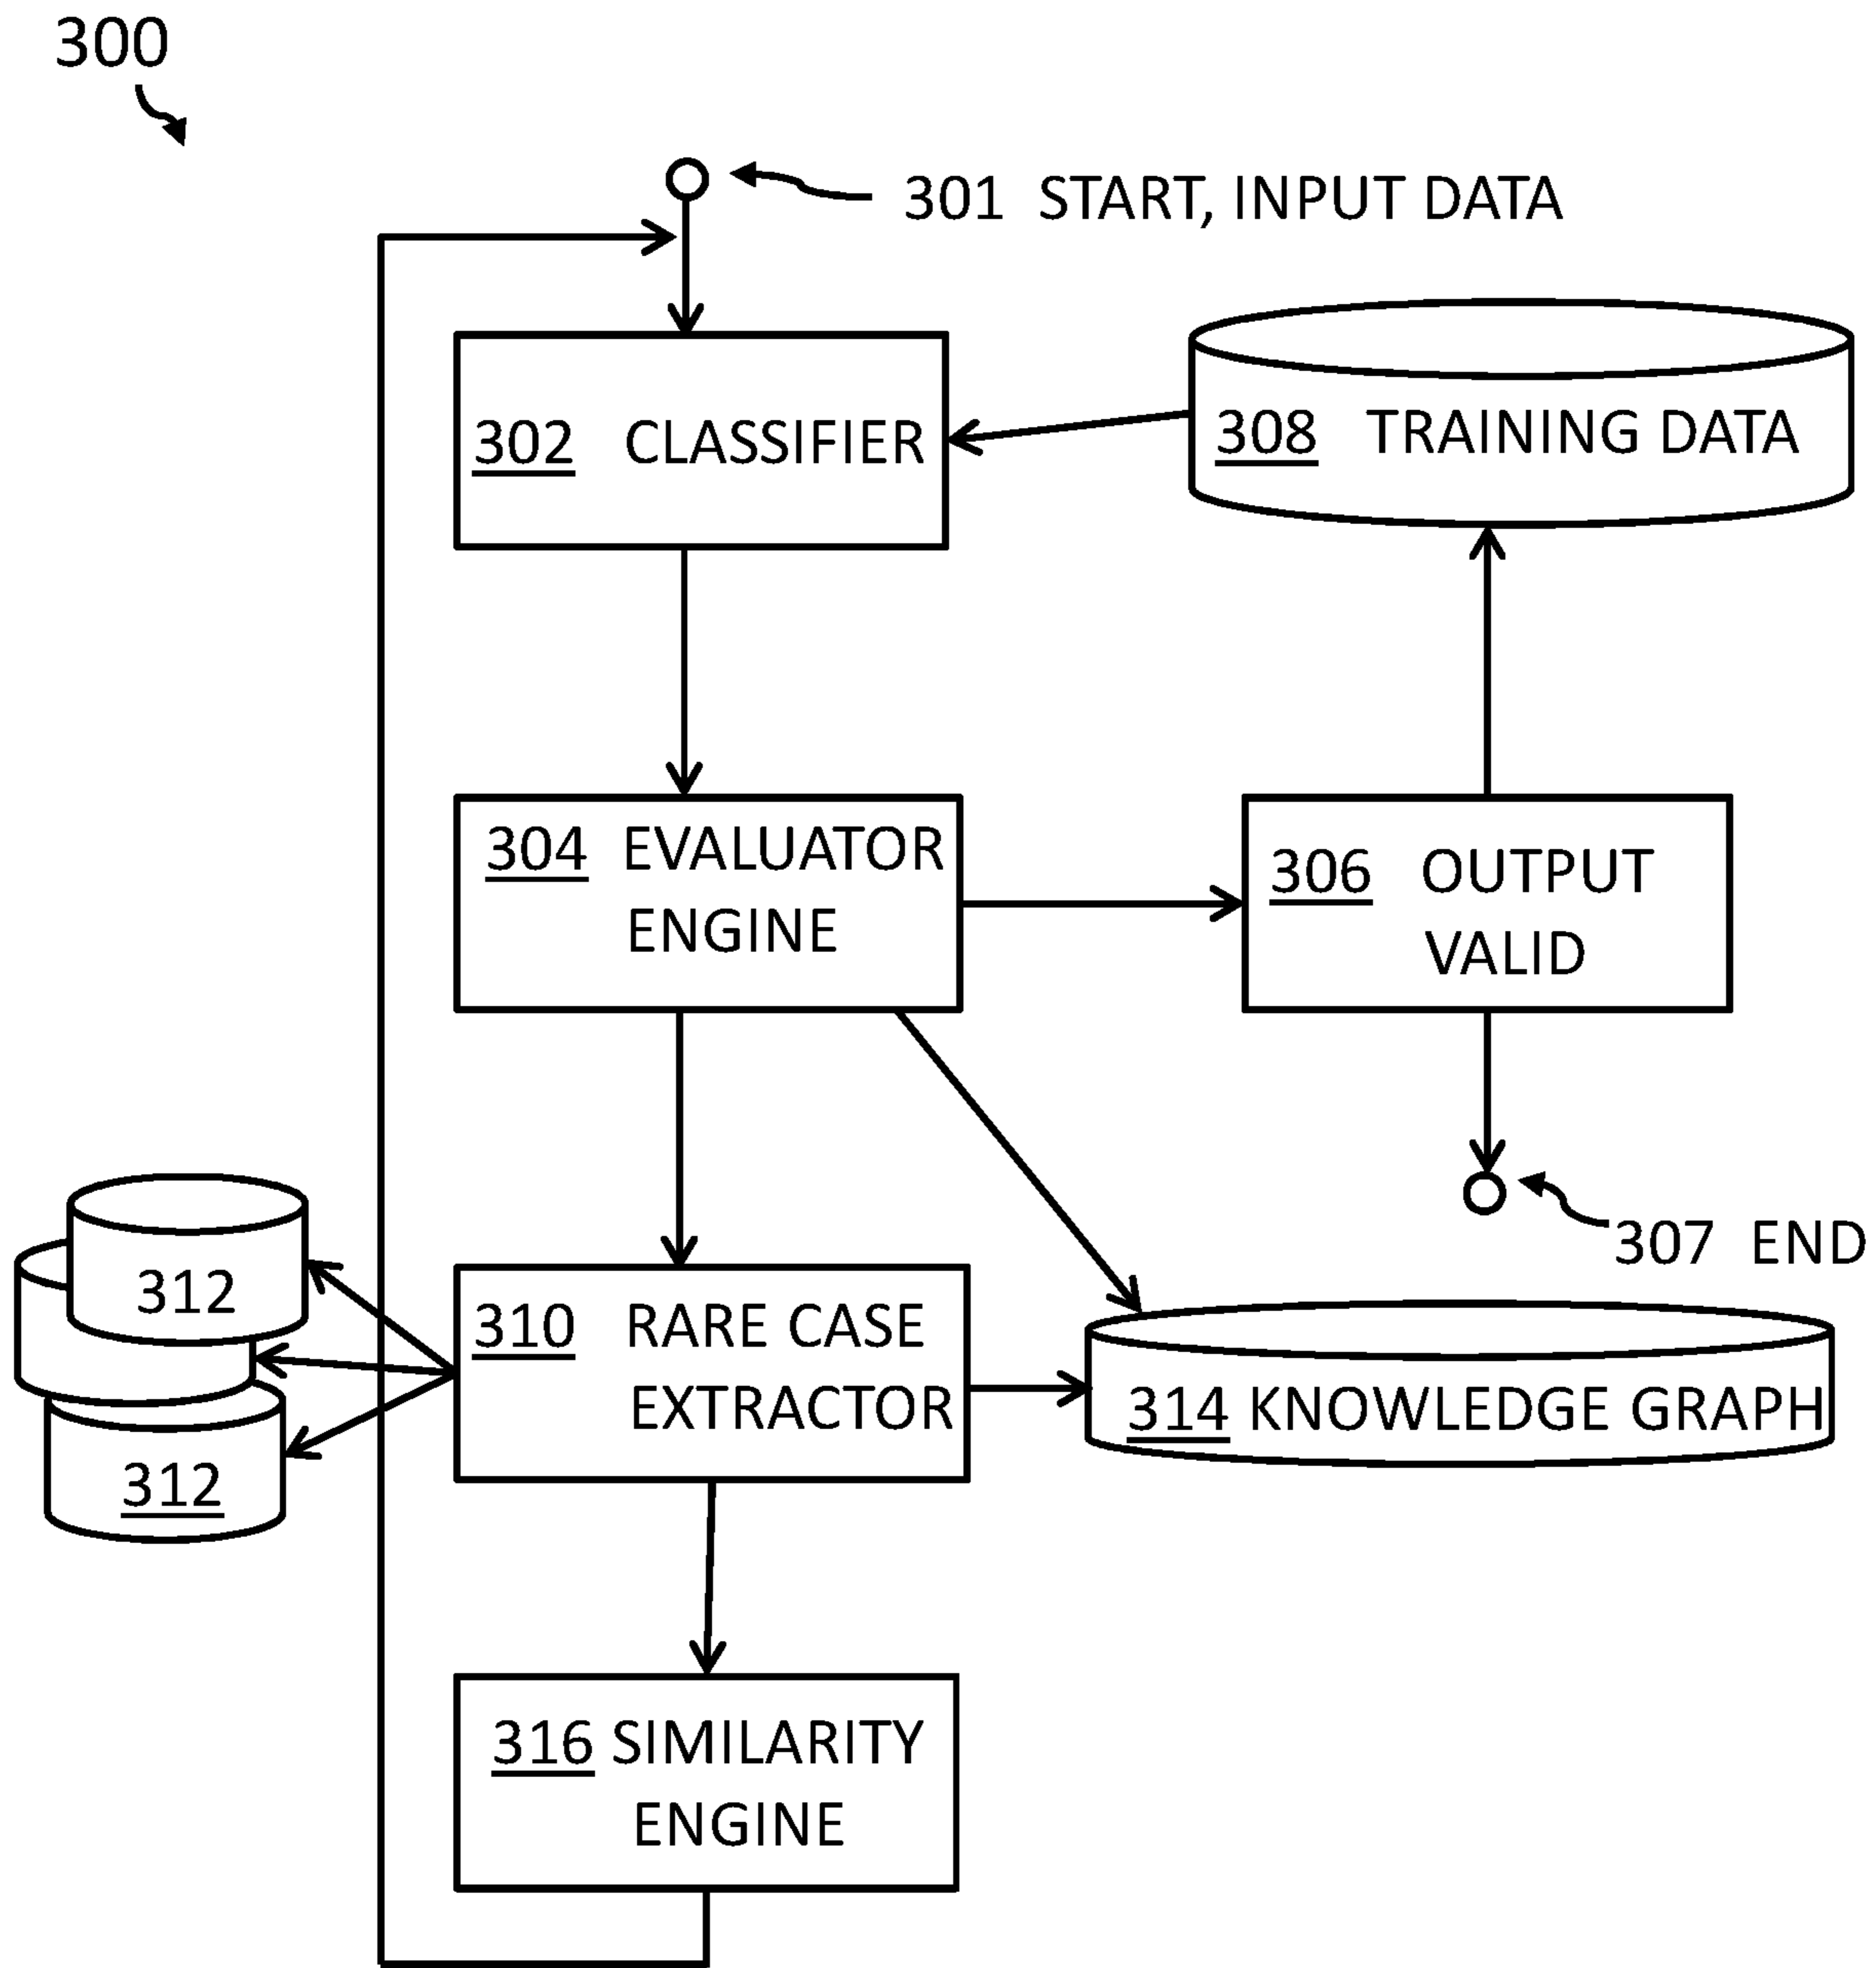 300
301 START, INPUT DATA
302 CLASSIFIER
308 TRAINING DATA
304 EVALUATOR
ENGINE
306 OUTPUT
VALID
307 END
312
310 RARE CASE
EXTRACTOR
314 KNOWLEDGE GRAPH
312
316 SIMILARITY
ENGINE